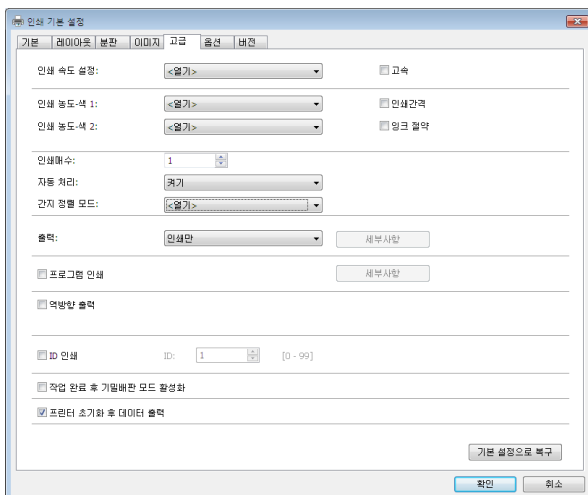 인쇄 기본 설정
기본 레이아웃 분판 이미지 고급 옵션 버전
인쇄 속도 설정: <열기> 고속
인쇄 농도-색 1: <열기> 인쇄간격
인쇄 농도-색 2: <열기> 잉크 절약
인쇄매수: 1
자동 처리: 켜기
간지 정렬 모드: <열기>
출력: 인쇄만 세부사항
프로그램 인쇄 세부사항
역방향 출력
ID 인쇄 ID: 1 [0 - 99]
작업 완료 후 기밀배판 모드 활성화
프린터 초기화 후 데이터 출력
기본 설정으로 복구
확인 취소